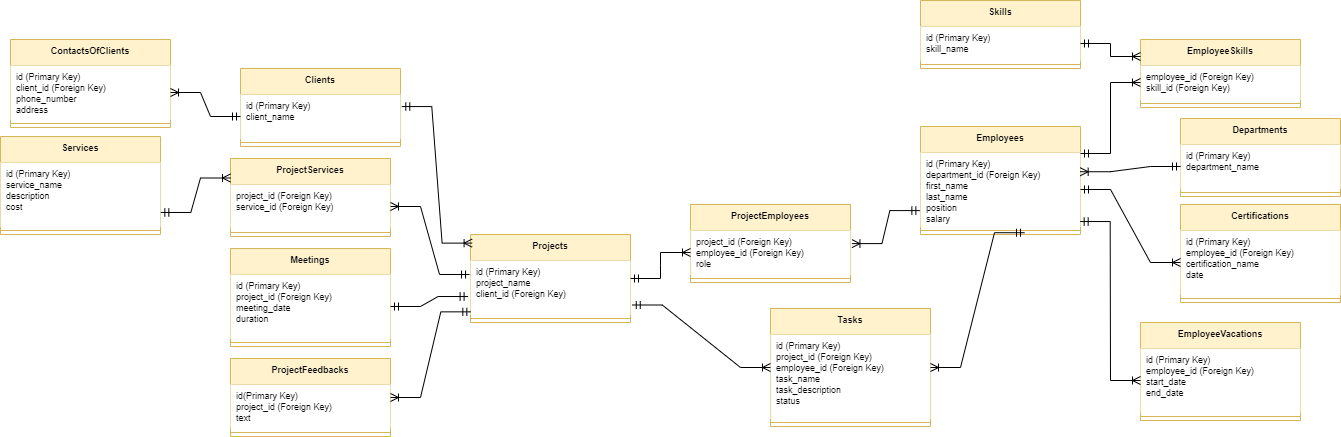 ContactsOfClients
id (Primary Key)
client_id (Foreign Key)
phone_number
address
Services
id (Primary Key)
service_name
description
cost
Clients
id (Primary Key)
client_name
ProjectServices
project_id (Foreign Key)
service_id (Foreign Key)
Meetings
id (Primary Key)
project_id (Foreign Key)
meeting_date
duration
ProjectFeedbacks
id(Primary Key)
project_id (Foreign Key)
text
Projects
id (Primary Key)
project_name
client_id (Foreign Key)
ProjectEmployees
project_id (Foreign Key)
employee_id (Foreign Key)
role
Tasks
id (Primary Key)
project_id (Foreign Key)
employee_id (Foreign Key)
task_name
task_description
status
Skills
id (Primary Key)
skill_name
Employees
id (Primary Key)
department_id (Foreign Key)
first_name
last_name
position
salary
EmployeeSkills
employee_id (Foreign Key)
skill_id (Foreign Key)
Departments
id (Primary Key)
department_name
Certifications
id (Primary Key)
employee_id (Foreign Key)
certification_name
date
EmployeeVacations
id (Primary Key)
employee_id (Foreign Key)
start_date
end_date